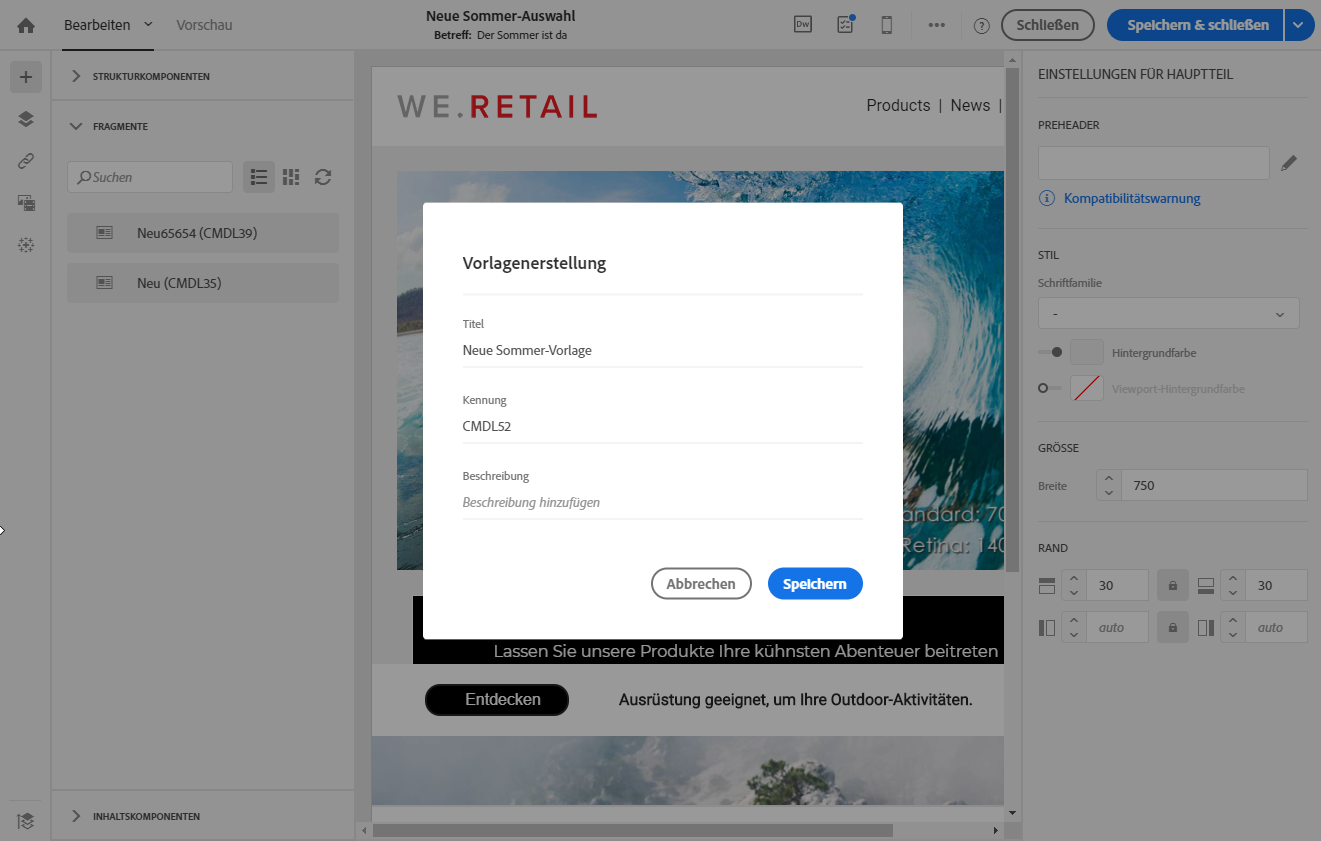 Bearbeiten
Vorschau
Neue Sommer-Auswahl
Betreff: Der Sommer ist da
Dw
?
Schließen
Speichern & schließen
STRUKTURKOMPONENTEN
FRAGMENTE
Suchen
Neu65654 (CMDL39)
Neu (CMDL35)
INHALTSKOMPONENTEN
WE.RETAIL
Products | News |
Vorlagenerstellung
Titel
Neue Sommer-Vorlage
Kennung
CMDL52
Beschreibung
Beschreibung hinzufügen
Abbrechen
Speichern
andard: 70
Retina: 140
Lassen Sie unsere Produkte Ihre kühnsten Abenteuer beitreten
Entdecken
Ausrüstung geeignet, um Ihre Outdoor-Aktivitäten.
EINSTELLUNGEN FÜR HAUPTTEIL
PREHEADER
Kompatibilitätswarnung
STIL
Schriftfamilie
-
Hintergrundfarbe
Viewport-Hintergrundfarbe
GRÖSSE
Breite
750
RAND
30
30
auto
auto